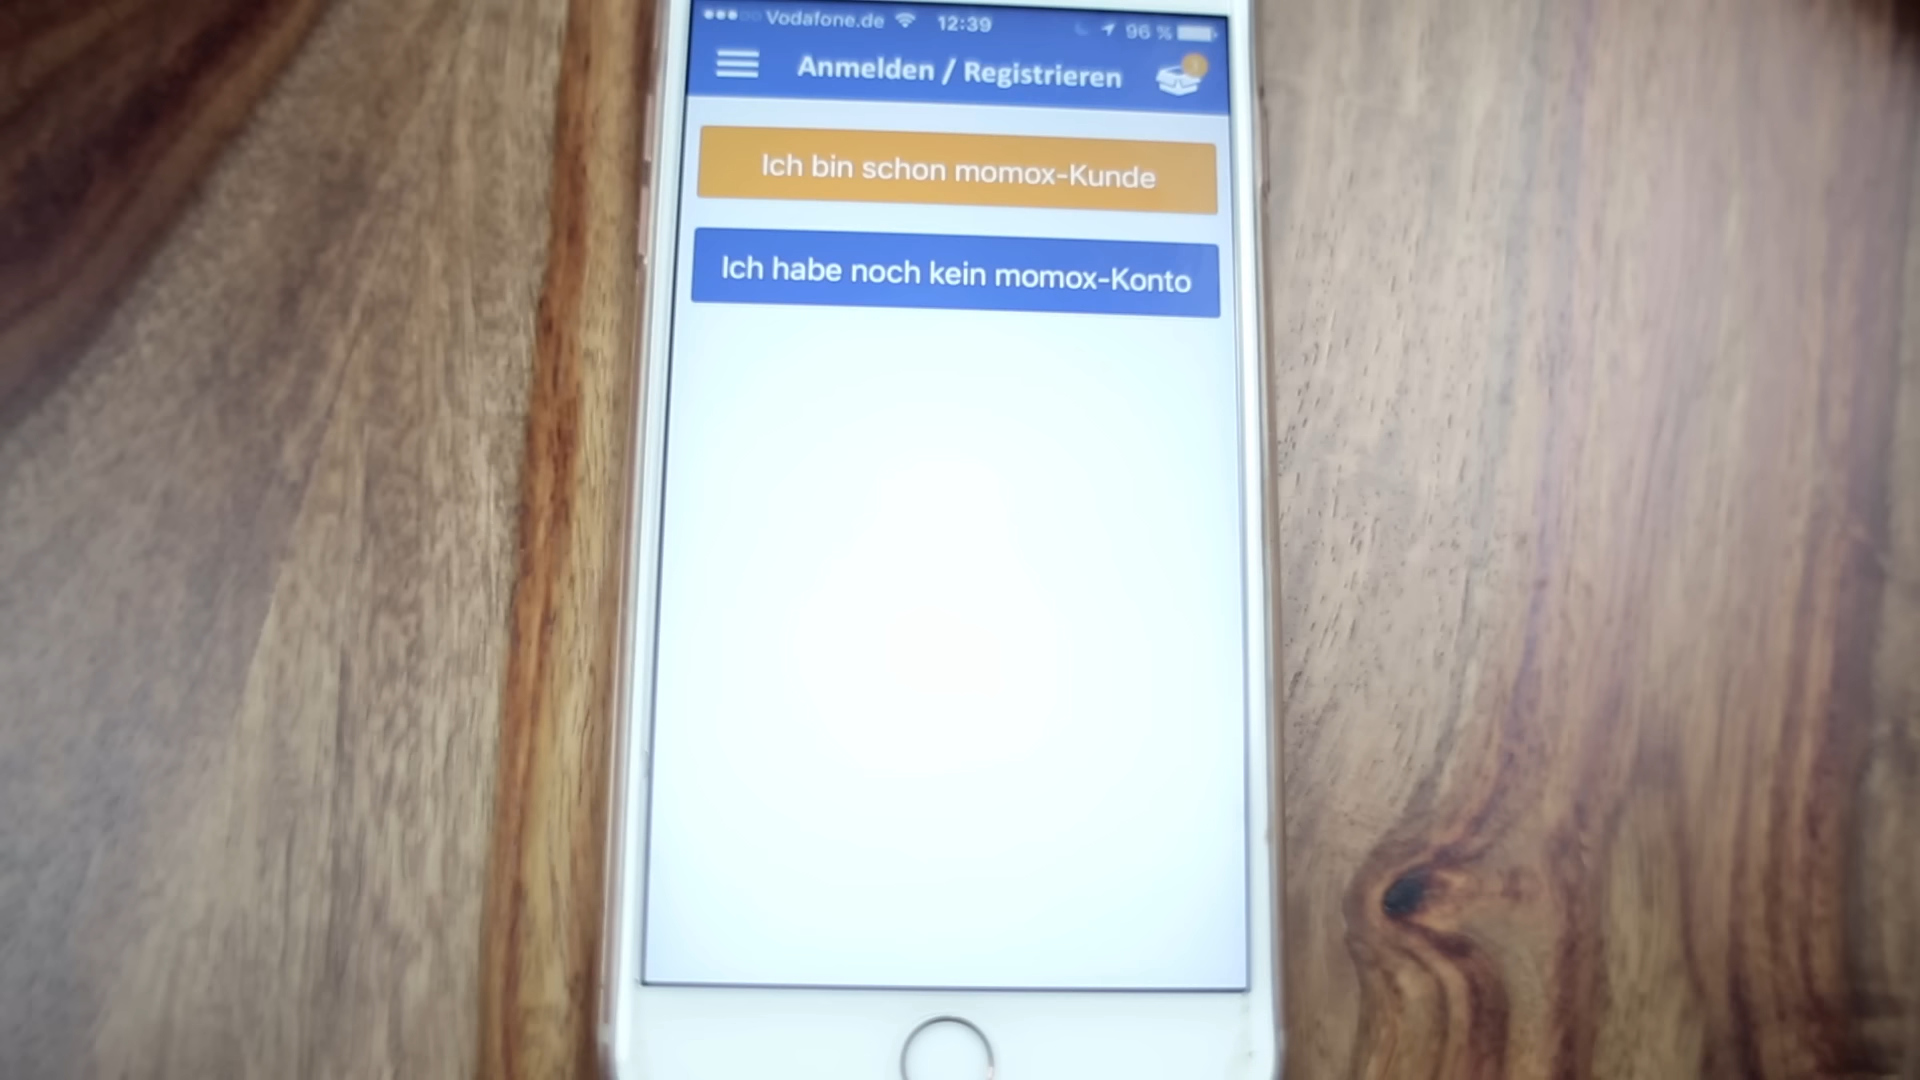 Vodafone.de 12:39 96 %
Anmelden / Registrieren
Ich bin schon momox-Kunde
Ich habe noch kein momox-Konto